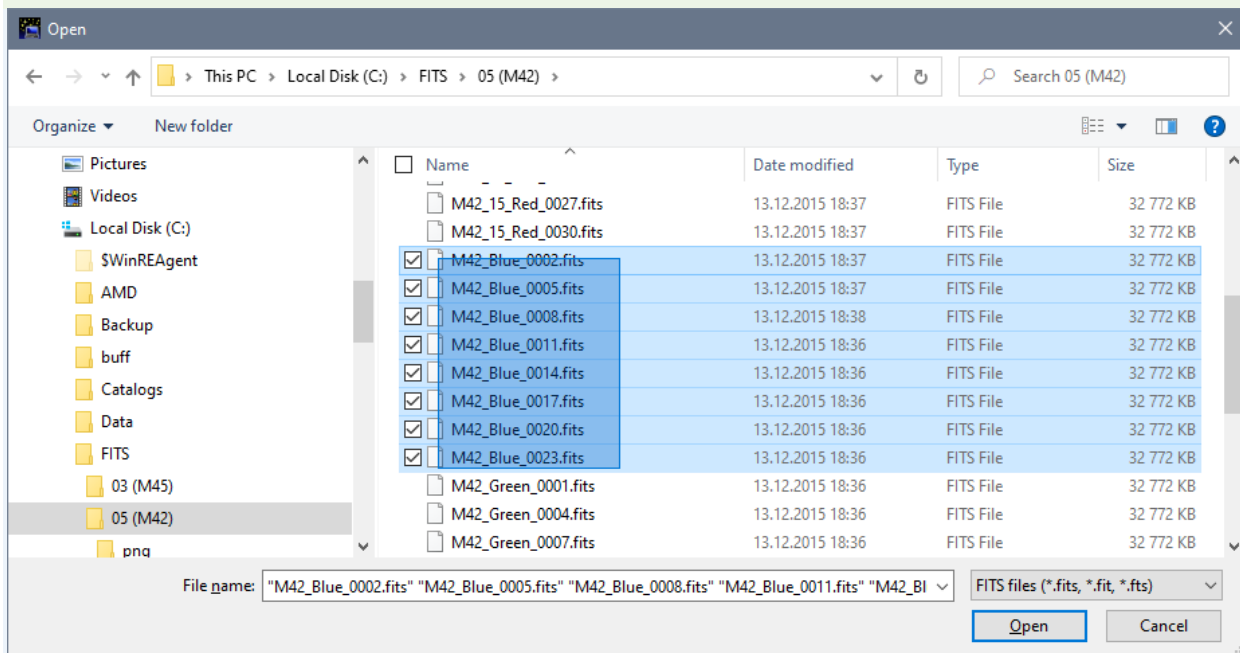 Open
This PC > Local Disk (C:) > FITS > 05 (M42) >
Search 05 (M42)
Organize
New folder
Pictures
Videos
Local Disk (C:)
$WinREAgent
AMD
Backup
buff
Catalogs
Data
FITS
03 (M45)
05 (M42)
png
Name Date modified Type Size
M42_15_Red_0027.fits 13.12.2015 18:37 FITS File 32 772 KB
M42_15_Red_0030.fits 13.12.2015 18:37 FITS File 32 772 KB
M42_Blue_0002.fits 13.12.2015 18:37 FITS File 32 772 KB
M42_Blue_0005.fits 13.12.2015 18:37 FITS File 32 772 KB
M42_Blue_0008.fits 13.12.2015 18:38 FITS File 32 772 KB
M42_Blue_0011.fits 13.12.2015 18:36 FITS File 32 772 KB
M42_Blue_0014.fits 13.12.2015 18:36 FITS File 32 772 KB
M42_Blue_0017.fits 13.12.2015 18:36 FITS File 32 772 KB
M42_Blue_0020.fits 13.12.2015 18:36 FITS File 32 772 KB
M42_Blue_0023.fits 13.12.2015 18:36 FITS File 32 772 KB
M42_Green_0001.fits 13.12.2015 18:36 FITS File 32 772 KB
M42_Green_0004.fits 13.12.2015 18:36 FITS File 32 772 KB
M42_Green_0007.fits 13.12.2015 18:36 FITS File 32 772 KB
File name: "M42_Blue_0002.fits" "M42_Blue_0005.fits" "M42_Blue_0008.fits" "M42_Blue_0011.fits" "M42_Bl
FITS files (*.fits, *.fit, *.fts)
Open
Cancel